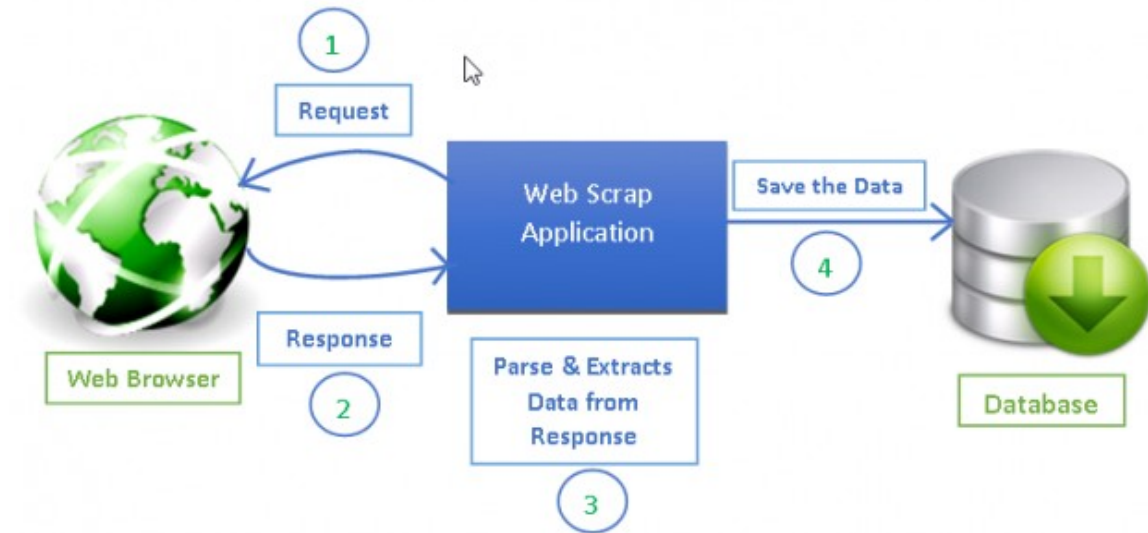 1
Request
Web Scrap
Application
Save the Data
4
Response
2
Web Browser
Parse & Extracts
Data from
Response
3
Database